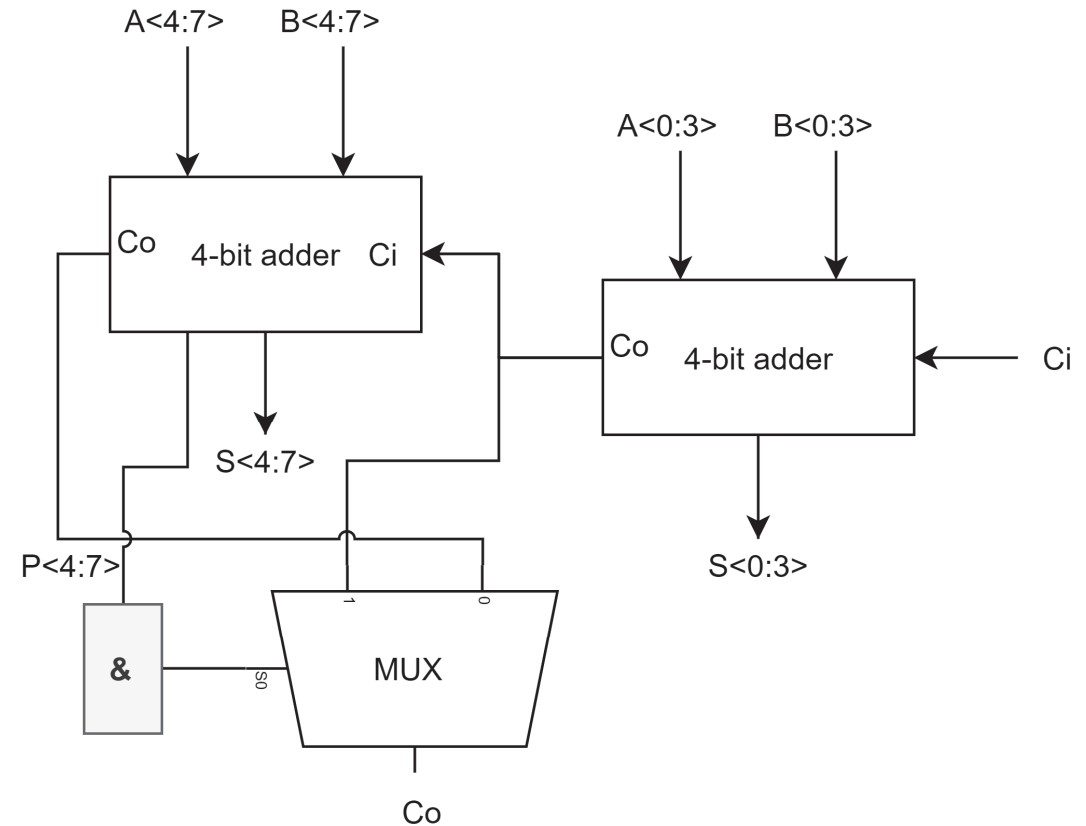 A<4:7> B<4:7>
A<0:3> B<0:3>
Co 4-bit adder Ci
Co 4-bit adder Ci
S<4:7>
P<4:7>
S<0:3>
1 0
& S0 MUX
Co